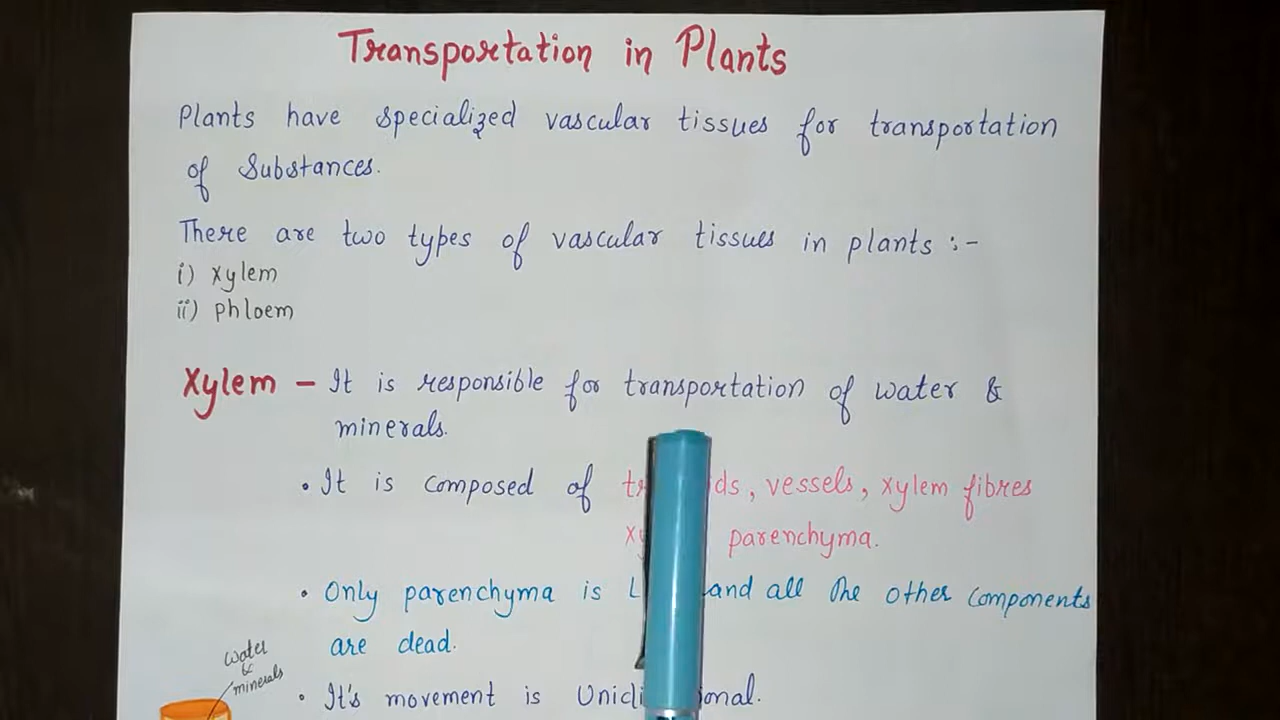 Transportation in Plants
Plants have specialized vascular tissues for transportation
of Substances.
There are two types of vascular tissues in plants :-
i) Xylem
ii) Phloem
Xylem - It is responsible for transportation of water &
minerals.
• It is composed of , vessels, xylem fibres
parenchyma.
• Only parenchyma is and all the other components
are dead.
water
&
minerals
• It's movement is